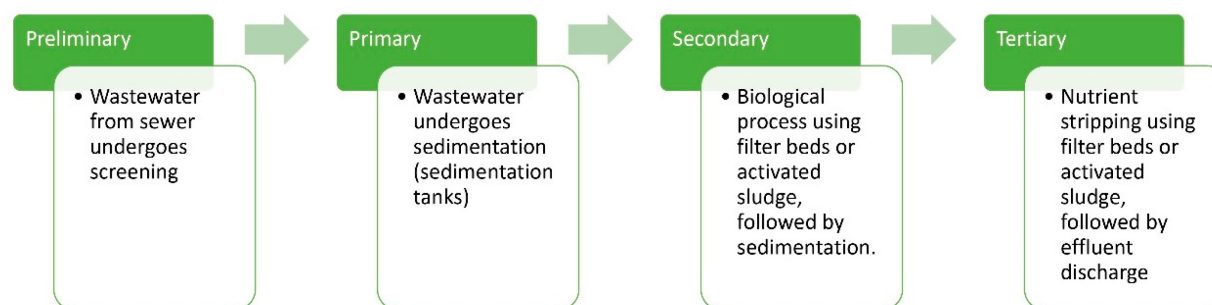 Preliminary
• Wastewater
from sewer
undergoes
screening
Primary
• Wastewater
undergoes
sedimentation
(sedimentation
tanks)
Secondary
• Biological
process using
filter beds or
activated
sludge,
followed by
sedimentation.
Tertiary
• Nutrient
stripping using
filter beds or
activated
sludge,
followed by
effluent
discharge